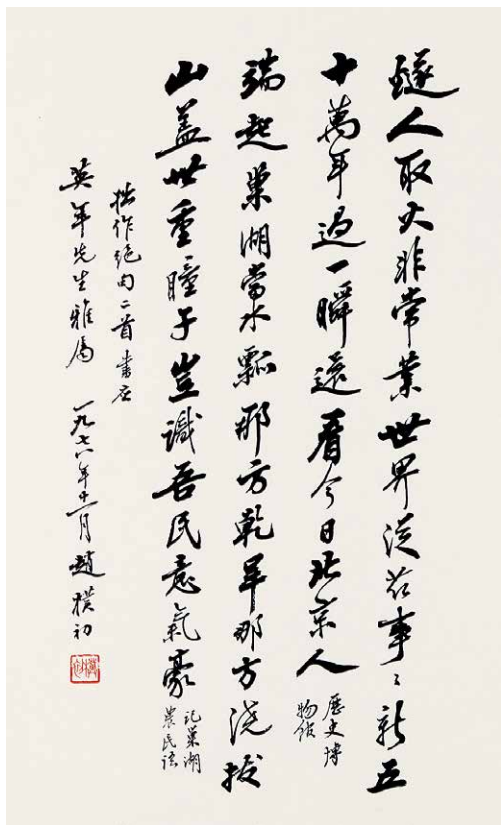 燧人取火非常業世界從茲事〻新五
十萬年過一瞬還看今日北京人
歷史博
物館
端起巢湖當水瓢那方乾旱那方澆拔
山蓋世重瞳子豈識吾民意氣豪
記巢湖
農民語
拙作絕句二首書應
英年先生雅屬 一九七六年十一月 趙樸初